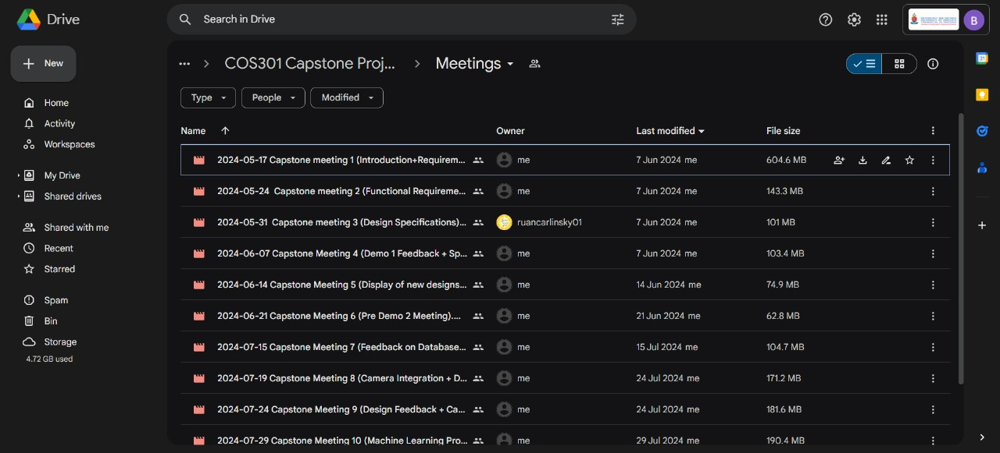 Drive
Search in Drive
B
New
Home
Activity
Workspaces
My Drive
Shared drives
Shared with me
Recent
Starred
Spam
Bin
Storage
4.72 GB used
... > COS301 Capstone Proj... > Meetings
Type People Modified
Name Owner Last modified File size
2024-05-17 Capstone meeting 1 (Introduction+Requirem... me 7 Jun 2024 me 604.6 MB
2024-05-24 Capstone meeting 2 (Functional Requireme... me 7 Jun 2024 me 143.3 MB
2024-05-31 Capstone meeting 3 (Design Specifications)... ruancarlinsky01 7 Jun 2024 me 101 MB
2024-06-07 Capstone Meeting 4 (Demo 1 Feedback + Sp... me 7 Jun 2024 me 103.4 MB
2024-06-14 Capstone Meeting 5 (Display of new designs... me 14 Jun 2024 me 74.9 MB
2024-06-21 Capstone Meeting 6 (Pre Demo 2 Meeting).... me 21 Jun 2024 me 62.8 MB
2024-07-15 Capstone Meeting 7 (Feedback on Database... me 15 Jul 2024 me 104.7 MB
2024-07-19 Capstone Meeting 8 (Camera Integration + D... me 24 Jul 2024 me 171.2 MB
2024-07-24 Capstone Meeting 9 (Design Feedback + Ca... me 24 Jul 2024 me 181.6 MB
2024-07-29 Capstone Meeting 10 (Machine Learning Pro... me 29 Jul 2024 me 190.4 MB
31